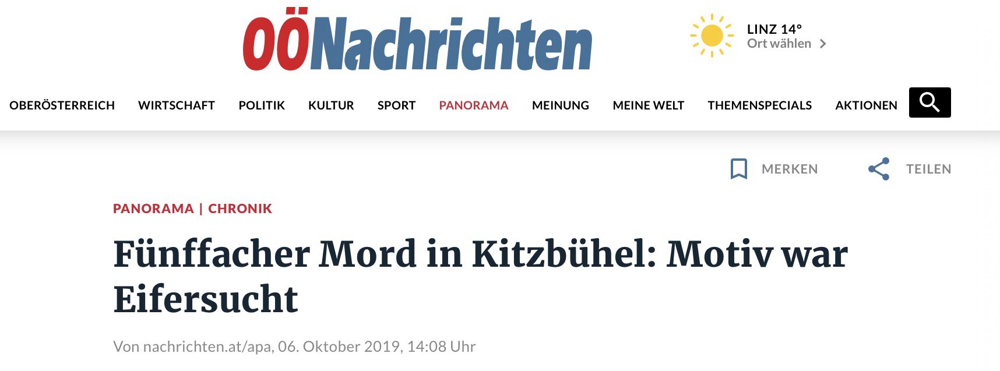 OÖNachrichten
LINZ 14°
Ort wählen
OBERÖSTERREICH WIRTSCHAFT POLITIK KULTUR SPORT PANORAMA MEINUNG MEINE WELT THEMENSPECIALS AKTIONEN
MERKEN TEILEN
PANORAMA | CHRONIK
Fünffacher Mord in Kitzbühel: Motiv war
Eifersucht
Von nachrichten.at/apa, 06. Oktober 2019, 14:08 Uhr